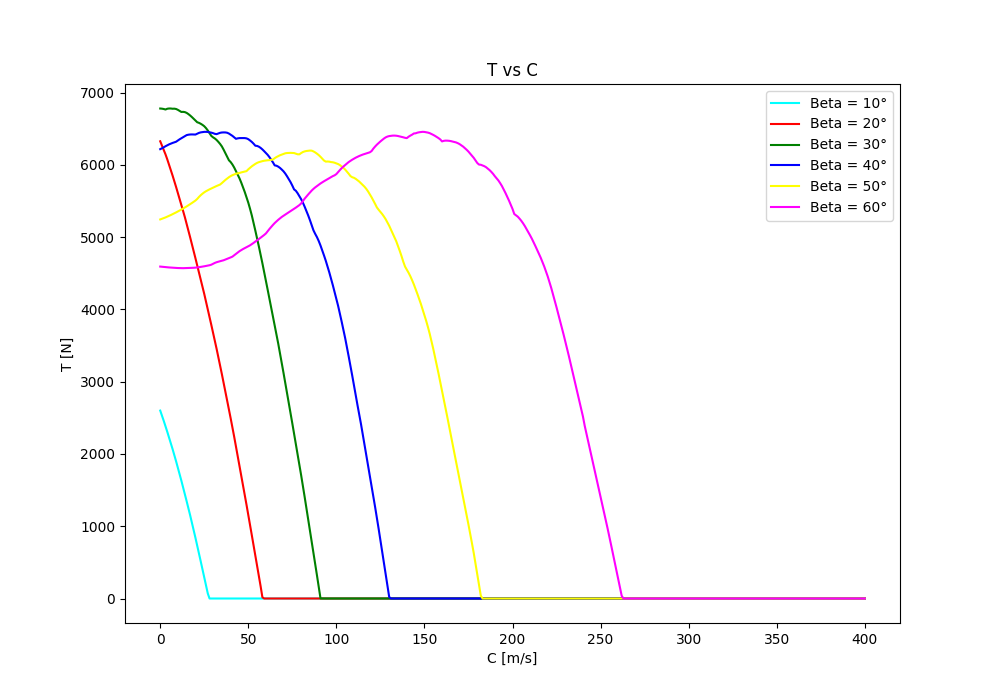 T vs C
7000
6000
5000
4000
3000
2000
1000
0
T [N]
0 50 100 150 200 250 300 350 400
C [m/s]
Beta = 10°
Beta = 20°
Beta = 30°
Beta = 40°
Beta = 50°
Beta = 60°